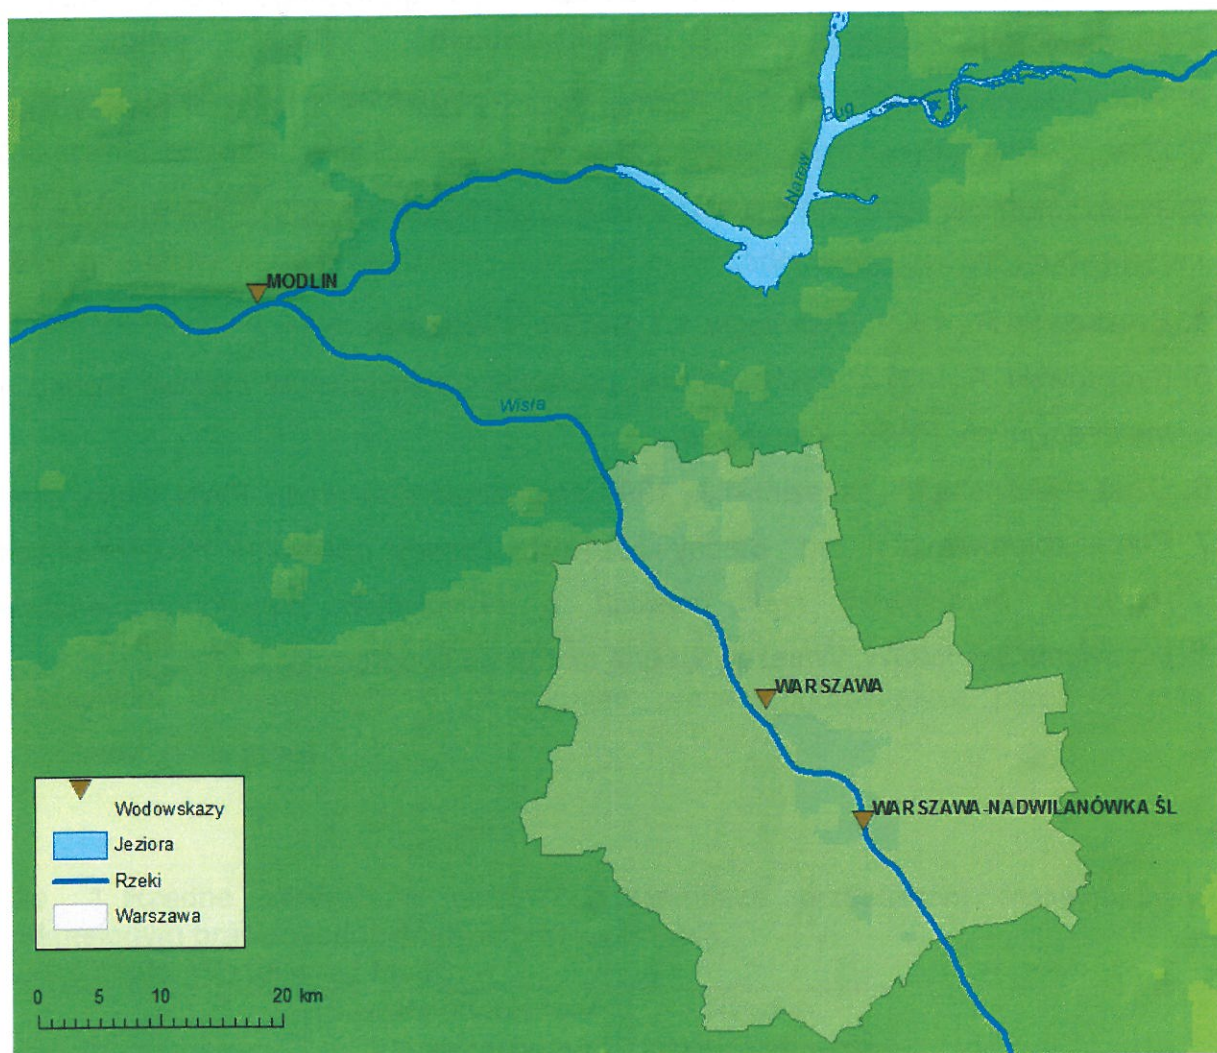 Bug
Narew
MODLIN
Wisła
WARSZAWA
WARSZAWA-NADWILANÓWKA ŚL
Wodowskazy
Jeziora
Rzeki
Warszawa
0 5 10 20 km